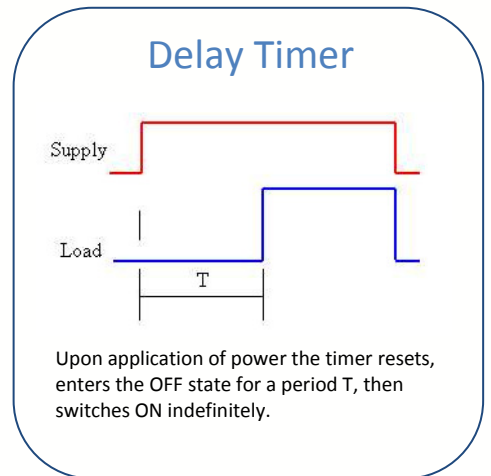 Delay Timer
Supply
Load
T
Upon application of power the timer resets,
enters the OFF state for a period T, then
switches ON indefinitely.